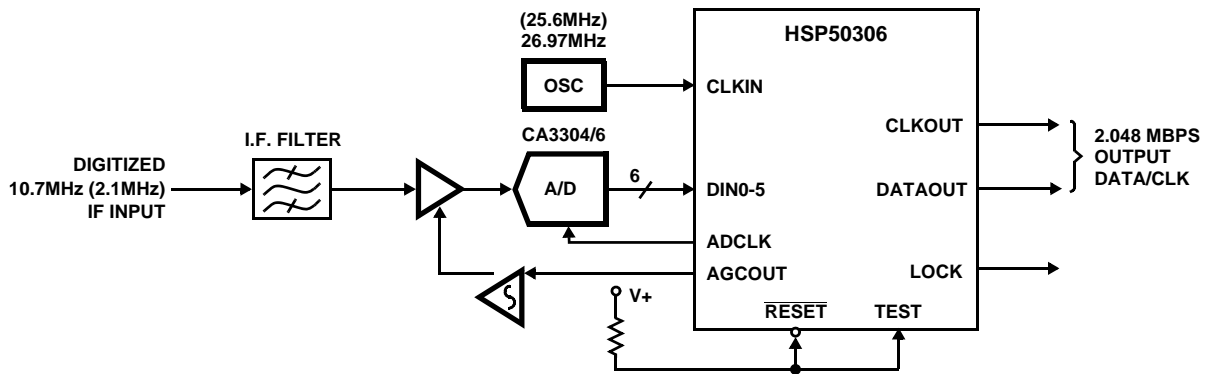 (25.6MHz)
26.97MHz
OSC
HSP50306
CLKIN
I.F. FILTER
CA3304/6
A/D
6
DIGITIZED
10.7MHz (2.1MHz)
IF INPUT
DIN0-5
ADCLK
AGCOUT
V+
RESET
TEST
CLKOUT
DATAOUT
LOCK
2.048 MBPS
OUTPUT
DATA/CLK